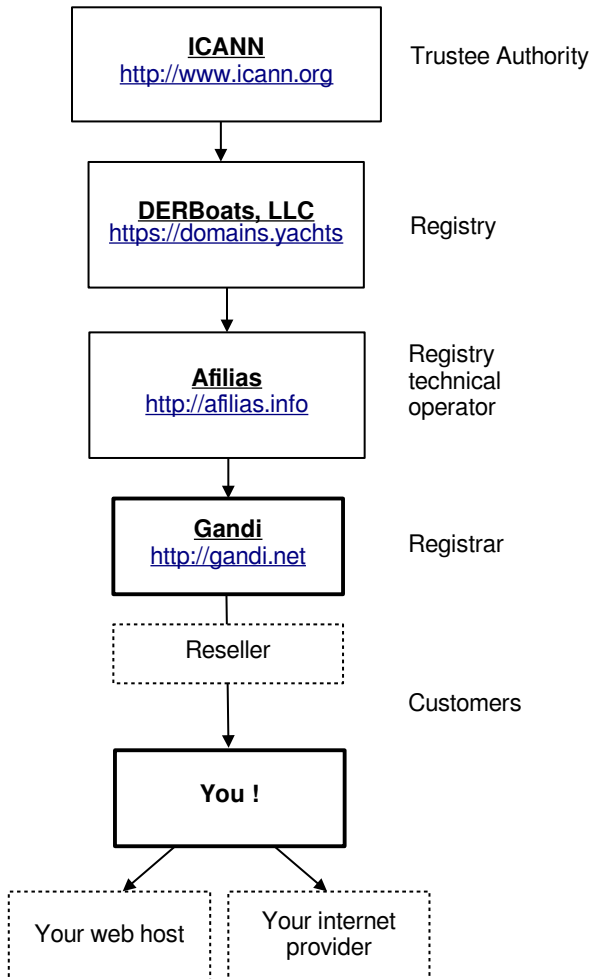 ICANN
http://www.icann.org
Trustee Authority
DERBoats, LLC
https://domains.yachts
Registry
Afilias
http://afilias.info
Registry
technical
operator
Gandi
http://gandi.net
Registrar
Reseller
Customers
You !
Your web host
Your internet
provider